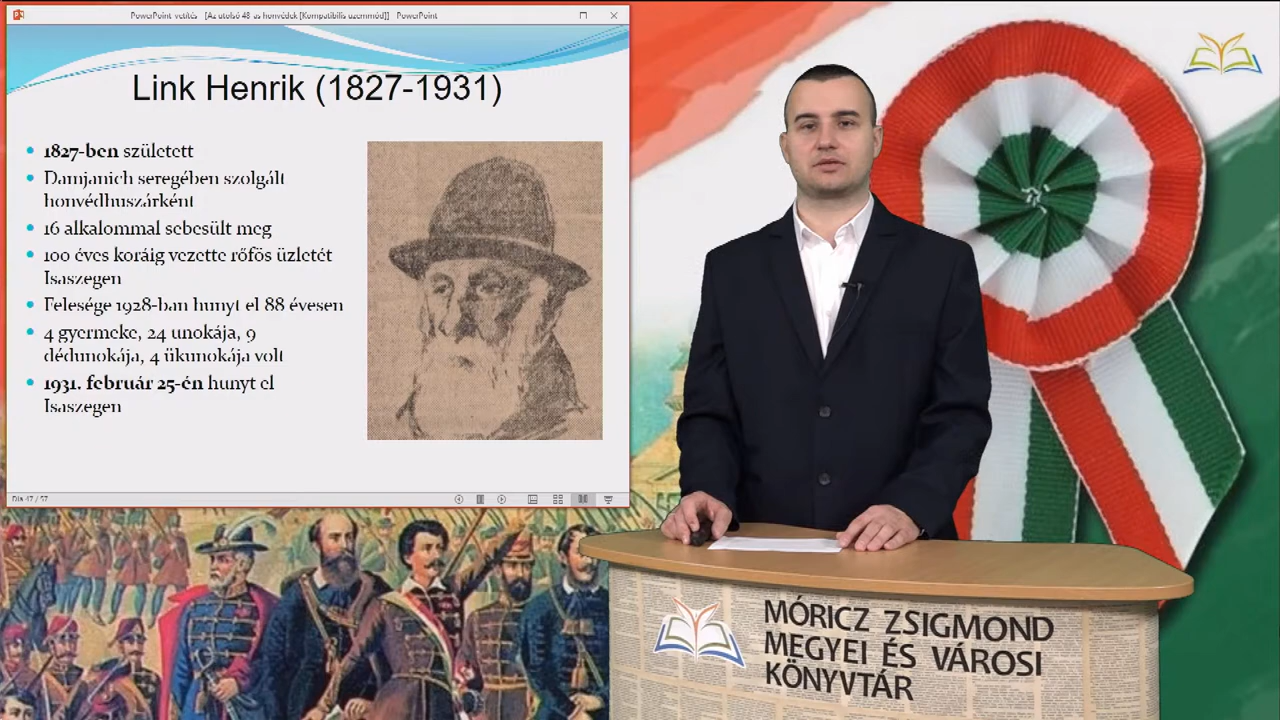 PowerPoint-vetítés - [Az utolsó 48-as honvédek [Kompatibilis üzemmód]] - PowerPoint
Link Henrik (1827-1931)
1827-ben született
Damjanich seregében szolgált
honvédhuszárként
16 alkalommal sebesült meg
100 éves koráig vezette rőfös üzletét
Isaszegen
Felesége 1928-ban hunyt el 88 évesen
4 gyermeke, 24 unokája, 9
dédunokája, 4 ükunokája volt
1931. február 25-én hunyt el
Isaszegen
Dia 47 / 57
MÓRICZ ZSIGMOND
MEGYEI ÉS VÁROSI
KÖNYVTÁR